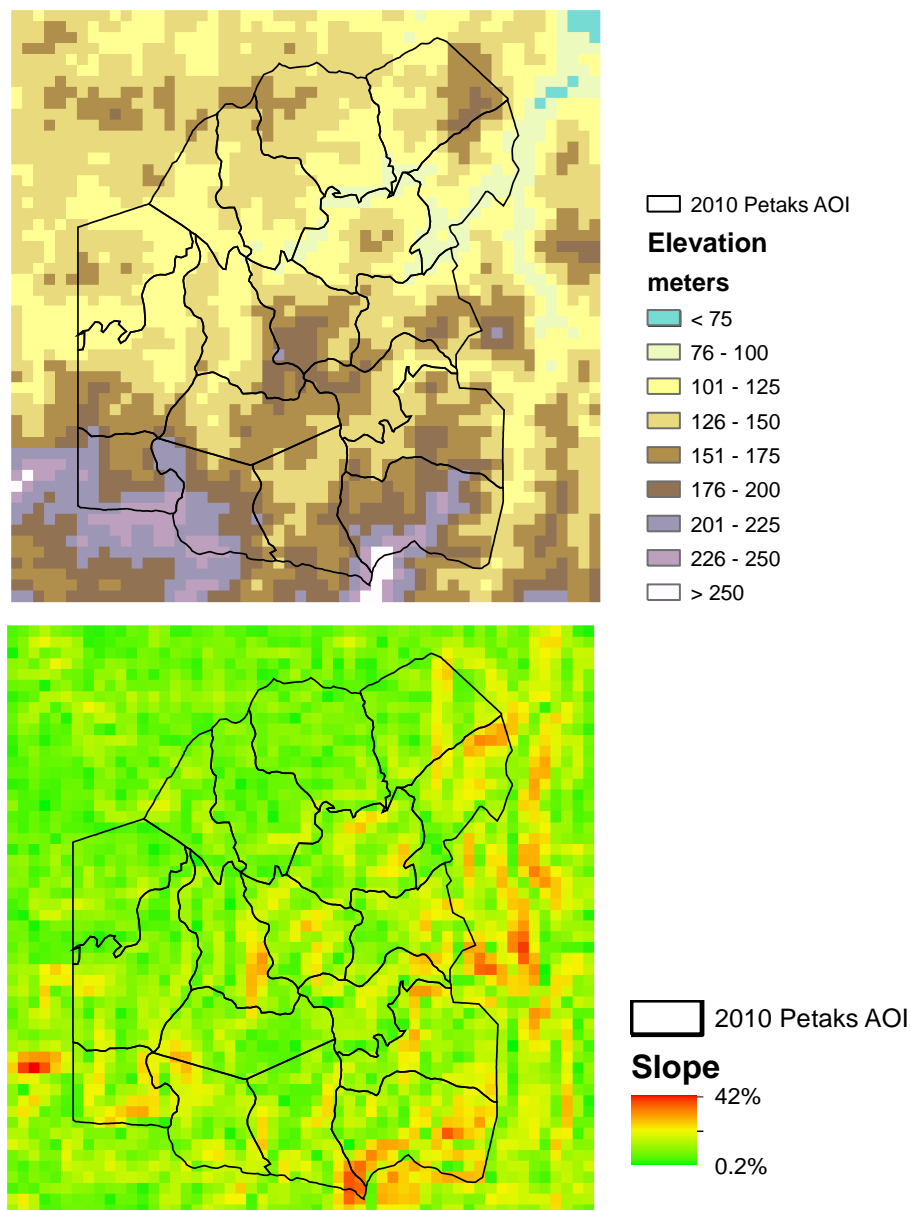 2010 Petaks AOI
Elevation
meters
< 75
76 - 100
101 - 125
126 - 150
151 - 175
176 - 200
201 - 225
226 - 250
> 250
2010 Petaks AOI
Slope
42%
0.2%